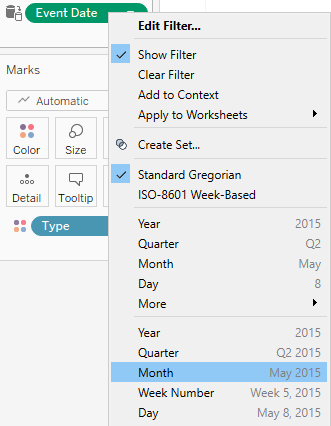 Event Date
Edit Filter...
Show Filter
Clear Filter
Add to Context
Apply to Worksheets
Create Set...
Standard Gregorian
ISO-8601 Week-Based
Year 2015
Quarter Q2
Month May
Day 8
More
Year 2015
Quarter Q2 2015
Month May 2015
Week Number Week 5, 2015
Day May 8, 2015
Marks
Automatic
Color Size
Detail Tooltip
Type